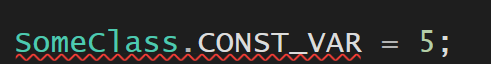 SomeClass.CONST_VAR = 5;